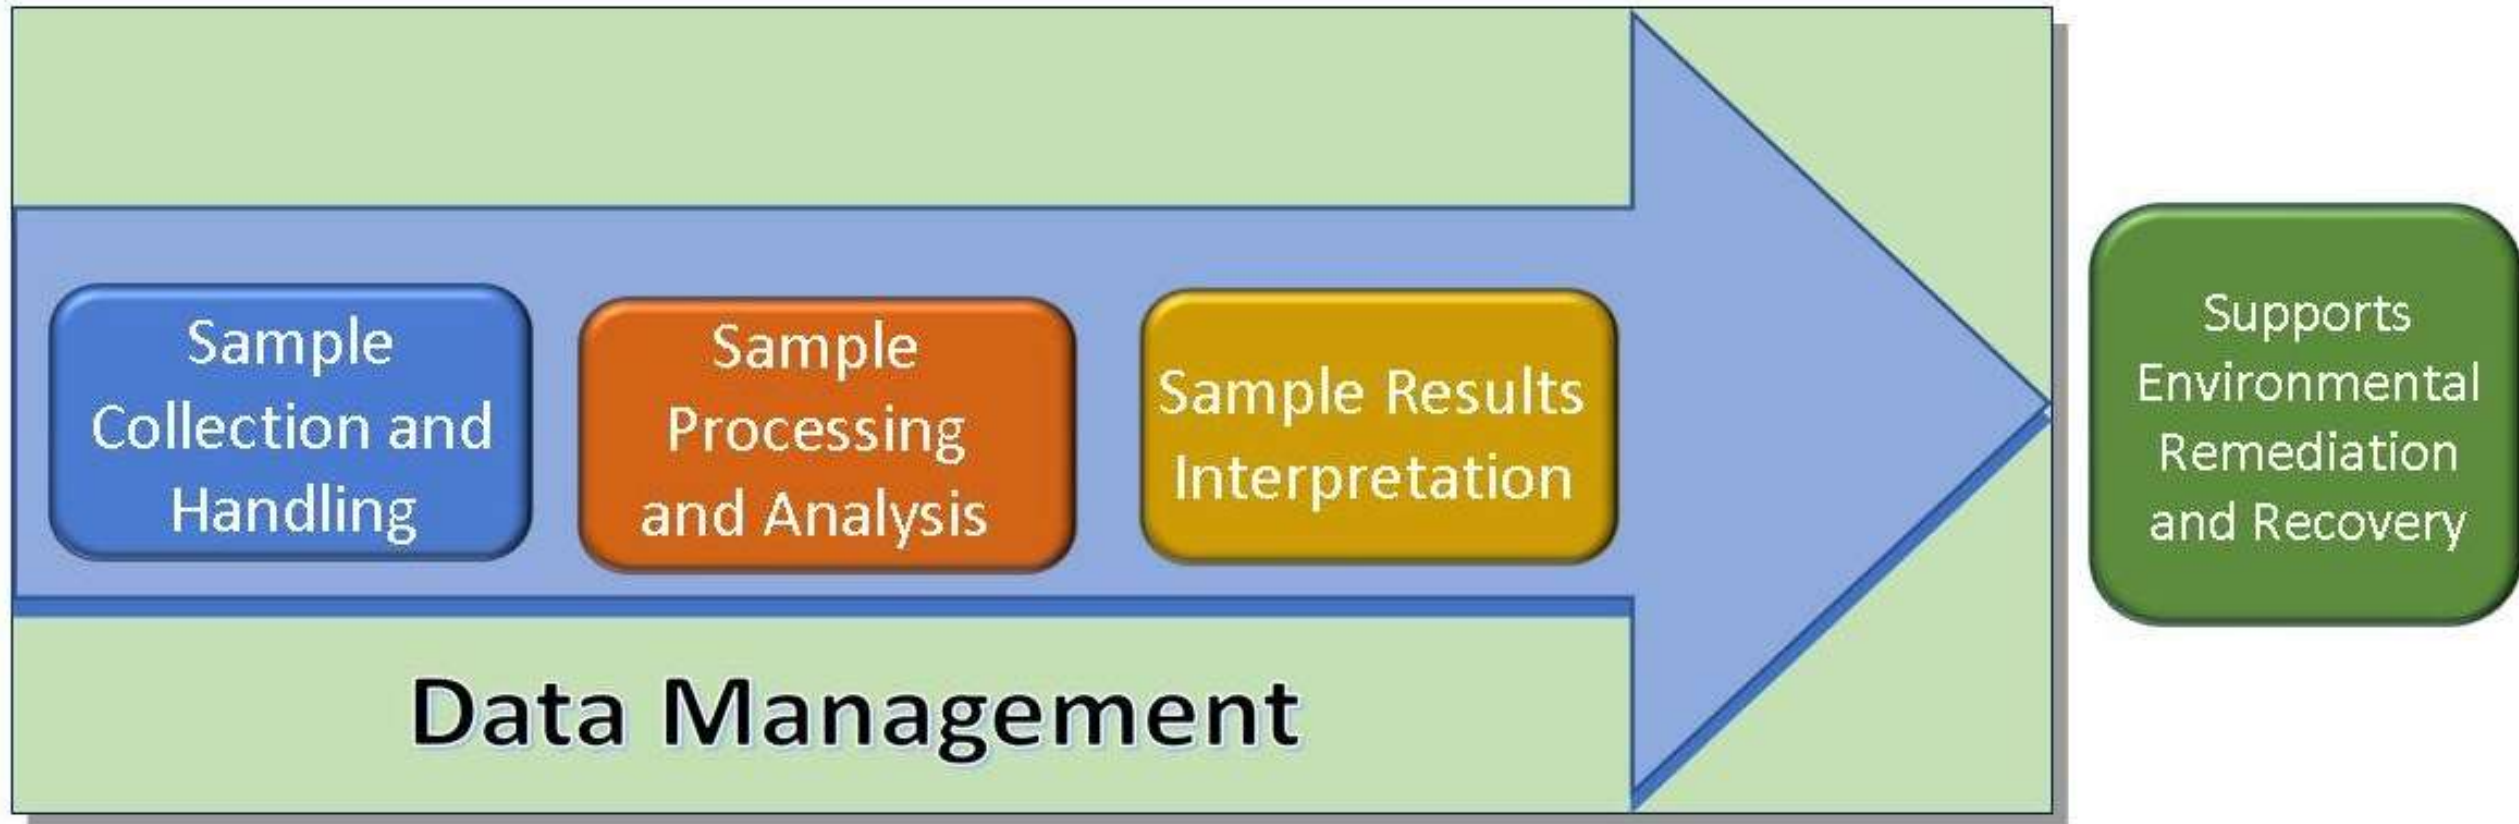 Sample
Collection and
Handling
Sample
Processing
and Analysis
Sample Results
Interpretation
Supports
Environmental
Remediation
and Recovery
Data Management